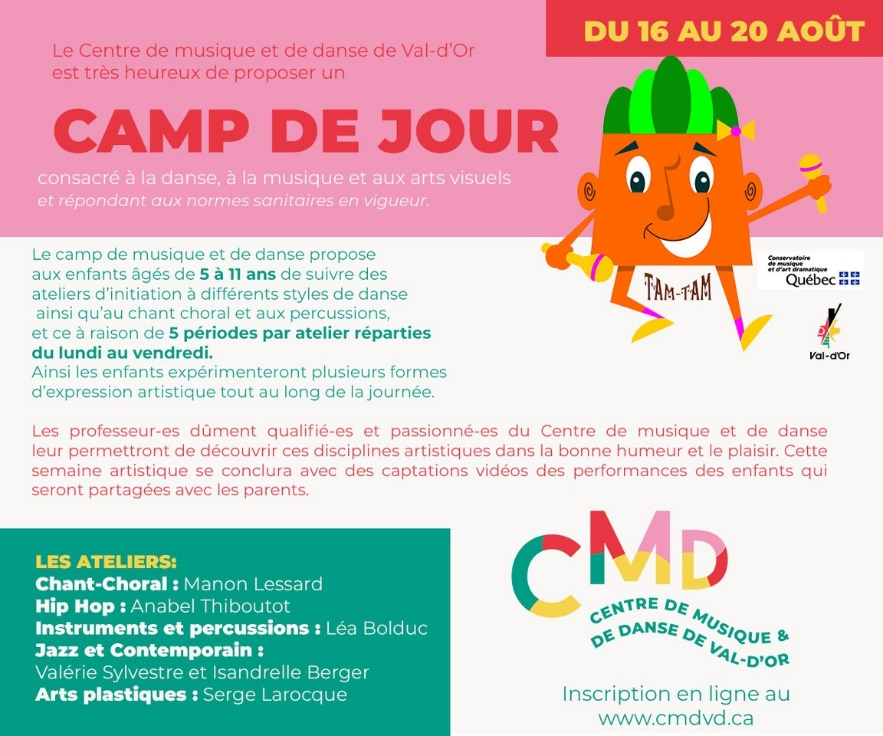 DU 16 AU 20 AOÛT
Le Centre de musique et de danse de Val-d'Or
est très heureux de proposer un
CAMP DE JOUR
consacré à la danse, à la musique et aux arts visuels
et répondant aux normes sanitaires en vigueur.
Le camp de musique et de danse propose
aux enfants âgés de 5 à 11 ans de suivre des
ateliers d'initiation à différents styles de danse
ainsi qu'au chant choral et aux percussions,
et ce à raison de 5 périodes par atelier réparties
du lundi au vendredi.
Ainsi les enfants expérimenteront plusieurs formes
d'expression artistique tout au long de la journée.
TAM-TAM
Conservatoire
de musique
et d'art dramatique
Québec
Val-d'Or
Les professeur-es dûment qualifié-es et passionné-es du Centre de musique et de danse
leur permettront de découvrir ces disciplines artistiques dans la bonne humeur et le plaisir. Cette
semaine artistique se conclura avec des captations vidéos des performances des enfants qui
seront partagées avec les parents.
LES ATELIERS:
Chant-Choral : Manon Lessard
Hip Hop : Anabel Thiboutot
Instruments et percussions : Léa Bolduc
Jazz et Contemporain :
Valérie Sylvestre et Isandrelle Berger
Arts plastiques : Serge Larocque
CMD
CENTRE DE MUSIQUE &
DE DANSE DE VAL-D'OR
Inscription en ligne au
www.cmdvd.ca